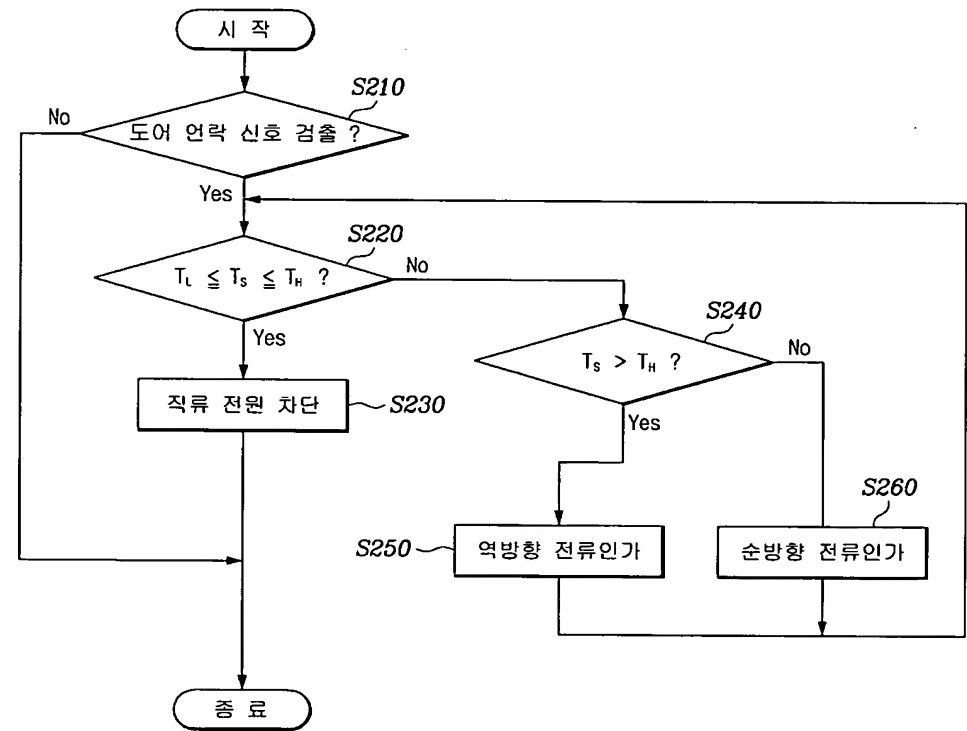 시 작
S210
No
도어 언락 신호 검출 ?
Yes
S220
T_L ≦ T_S ≦ T_H ?
No
Yes
S240
T_S > T_H ?
No
Yes
직류 전원 차단
S230
S260
S250
역방향 전류인가
순방향 전류인가
종 료